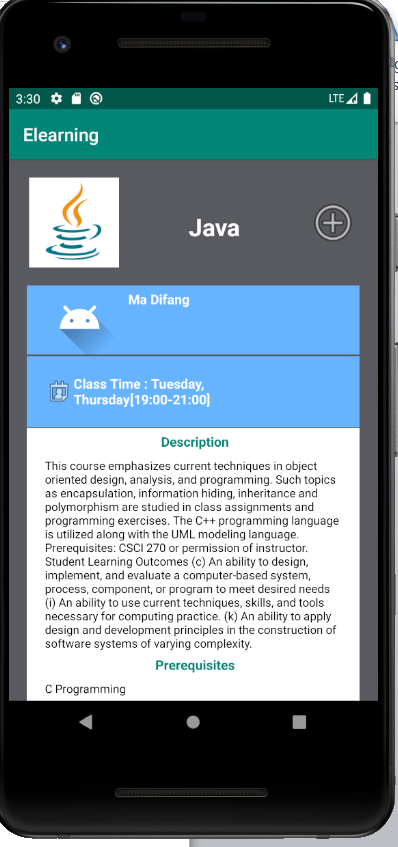 3:30 LTE
Elearning
Java
Ma Difang
Class Time : Tuesday,
Thursday[19:00-21:00]
Description
This course emphasizes current techniques in object
oriented design, analysis, and programming. Such topics
as encapsulation, information hiding, inheritance and
polymorphism are studied in class assignments and
programming exercises. The C++ programming language
is utilized along with the UML modeling language.
Prerequisites: CSCI 270 or permission of instructor.
Student Learning Outcomes (c) An ability to design,
implement, and evaluate a computer-based system,
process, component, or program to meet desired needs
(i) An ability to use current techniques, skills, and tools
necessary for computing practice. (k) An ability to apply
design and development principles in the construction of
software systems of varying complexity.
Prerequisites
C Programming